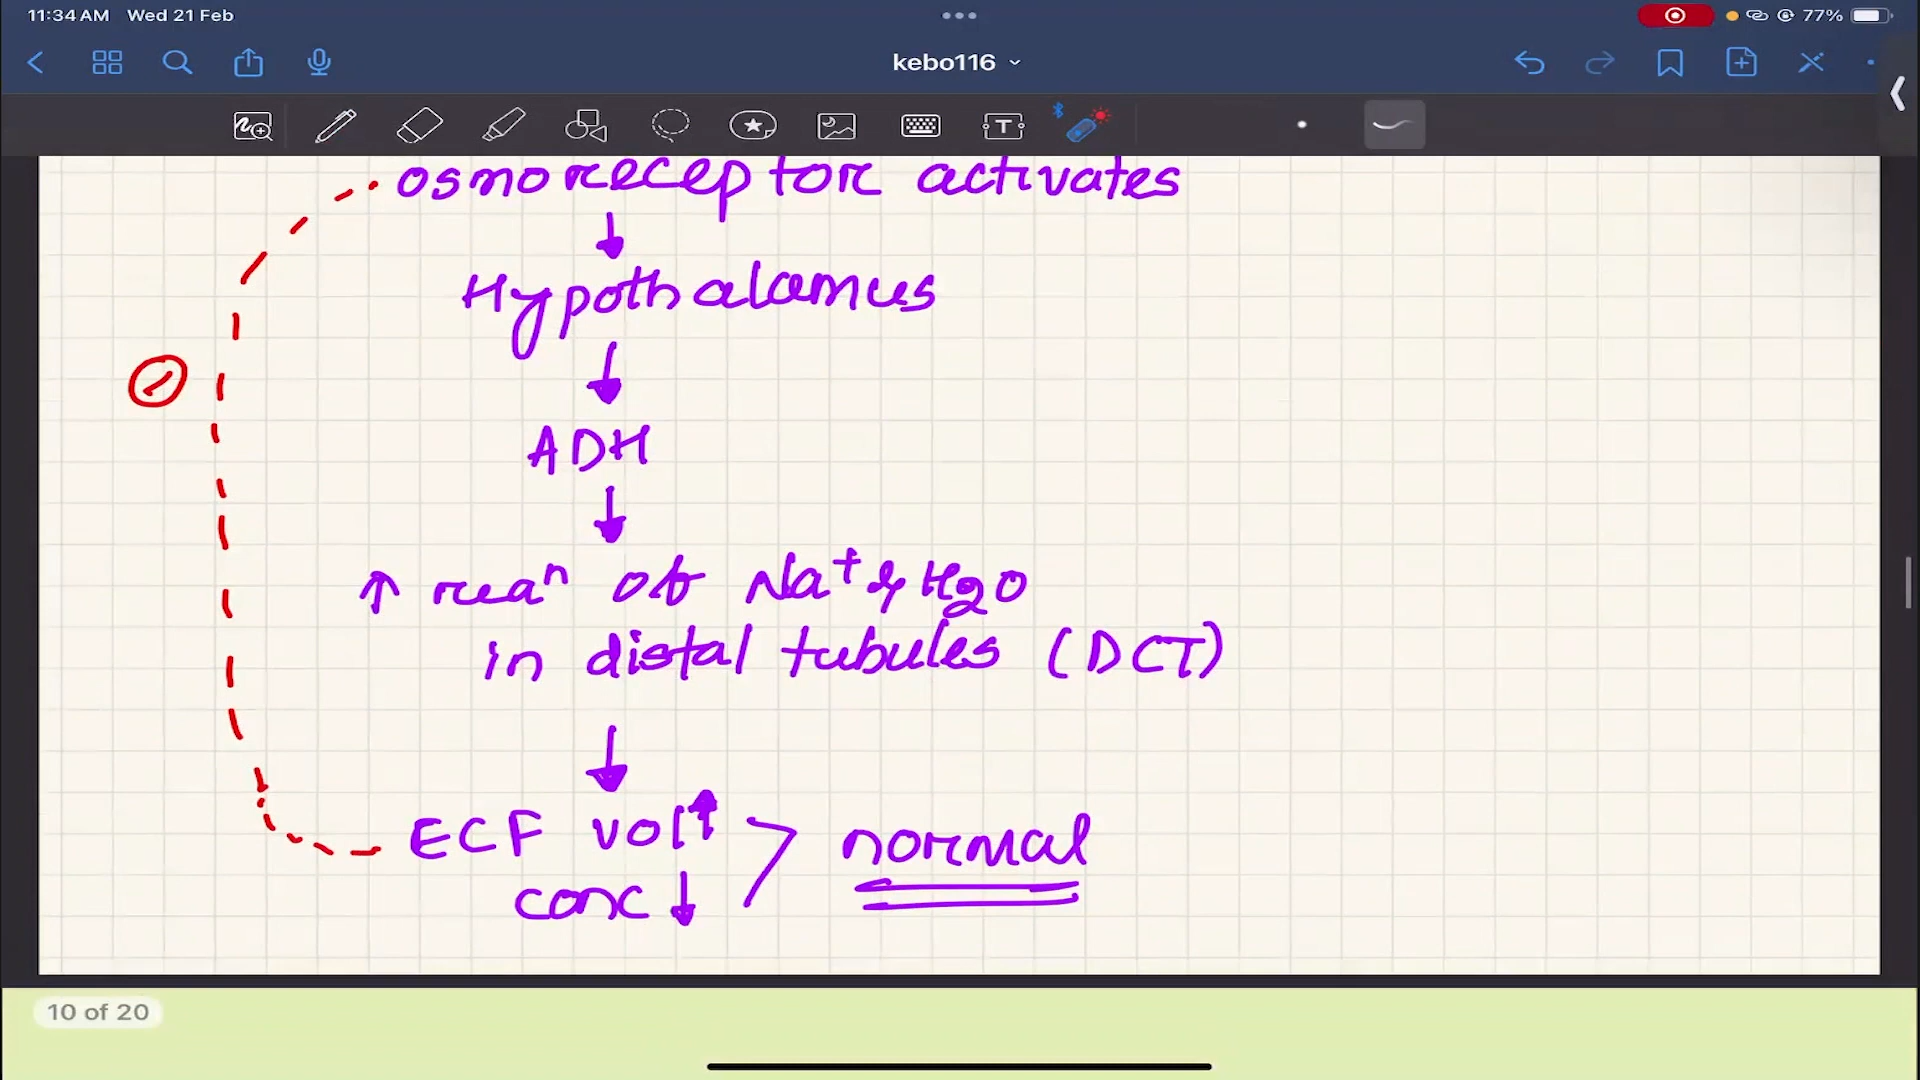 11:34 AM Wed 21 Feb
77%
kebo116
T
osmoreceptor activates
Hypothalamus
ADH
↑ reaⁿ of Na⁺ & H₂O
in distal tubules (DCT)
ECF vol↑
conc ↓ > normal
10 of 20